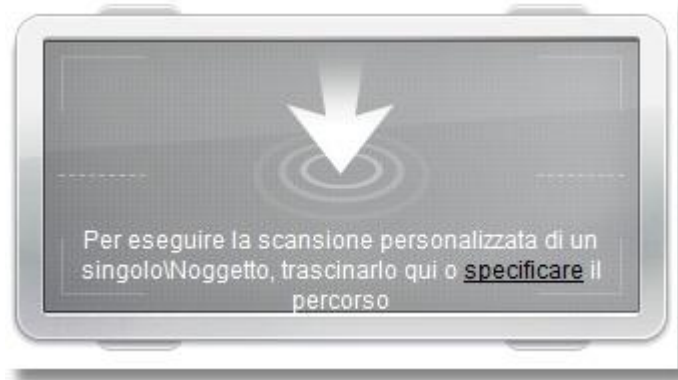 Per eseguire la scansione personalizzata di un
singolo\Noggetto, trascinarlo qui o specificare il
percorso